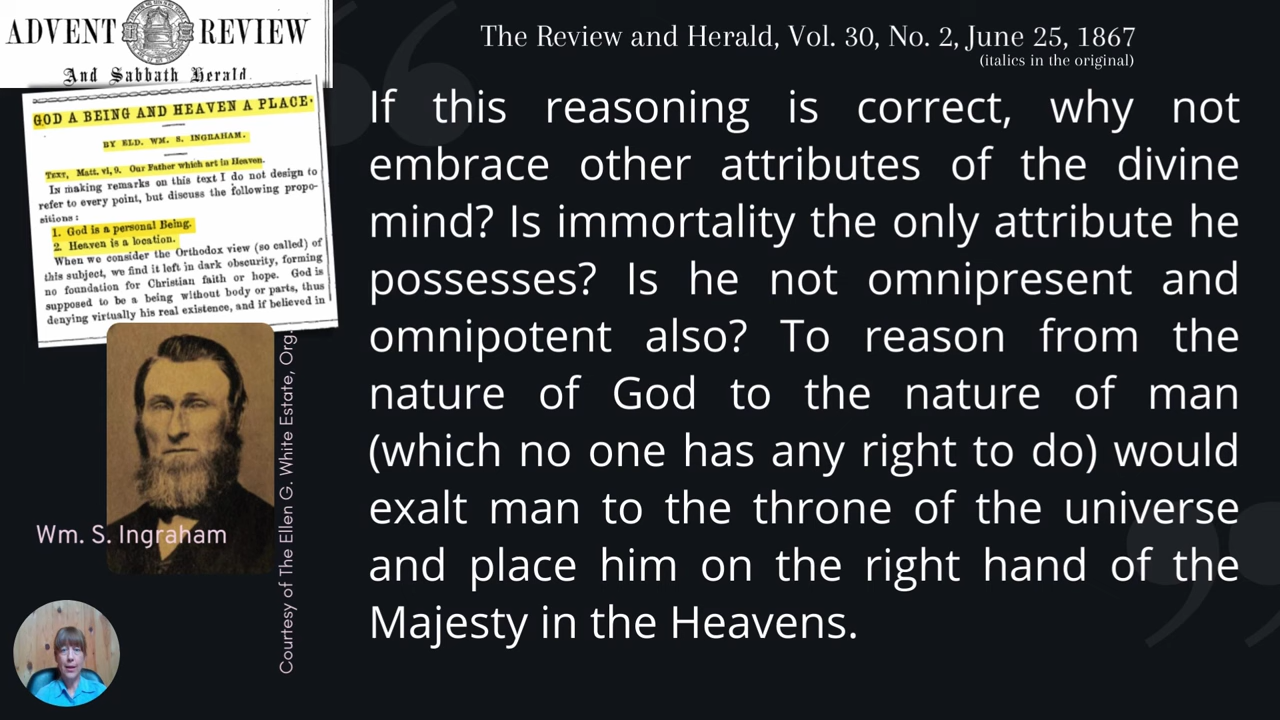 ADVENT REVIEW
And Sabbath Herald.
GOD A BEING AND HEAVEN A PLACE.
BY ELD. WM. S. INGRAHAM.
TEXT, Matt. vi, 9. Our Father which art in Heaven.
IN making remarks on this text I do not design to
refer to every point, but discuss the following propo-
sitions :
1. God is a personal Being.
2. Heaven is a location.
When we consider the Orthodox view (so called) of
this subject, we find it left in dark obscurity, forming
no foundation for Christian faith or hope. God is
supposed to be a being without body or parts, thus
denying virtually his real existence, and if believed in
Wm. S. Ingraham
Courtesy of The Ellen G. White Estate, Org.
The Review and Herald, Vol. 30, No. 2, June 25, 1867
(italics in the original)
If this reasoning is correct, why not
embrace other attributes of the divine
mind? Is immortality the only attribute he
possesses? Is he not omnipresent and
omnipotent also? To reason from the
nature of God to the nature of man
(which no one has any right to do) would
exalt man to the throne of the universe
and place him on the right hand of the
Majesty in the Heavens.